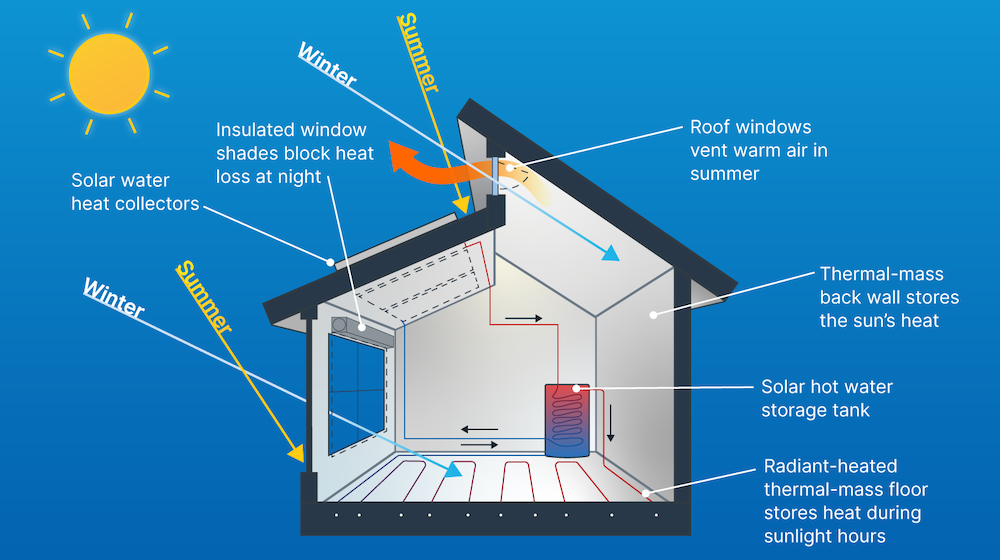 Summer
Winter
Insulated window
shades block heat
loss at night
Roof windows
vent warm air in
summer
Solar water
heat collectors
Summer
Winter
Thermal-mass
back wall stores
the sun's heat
Solar hot water
storage tank
Radiant-heated
thermal-mass floor
stores heat during
sunlight hours